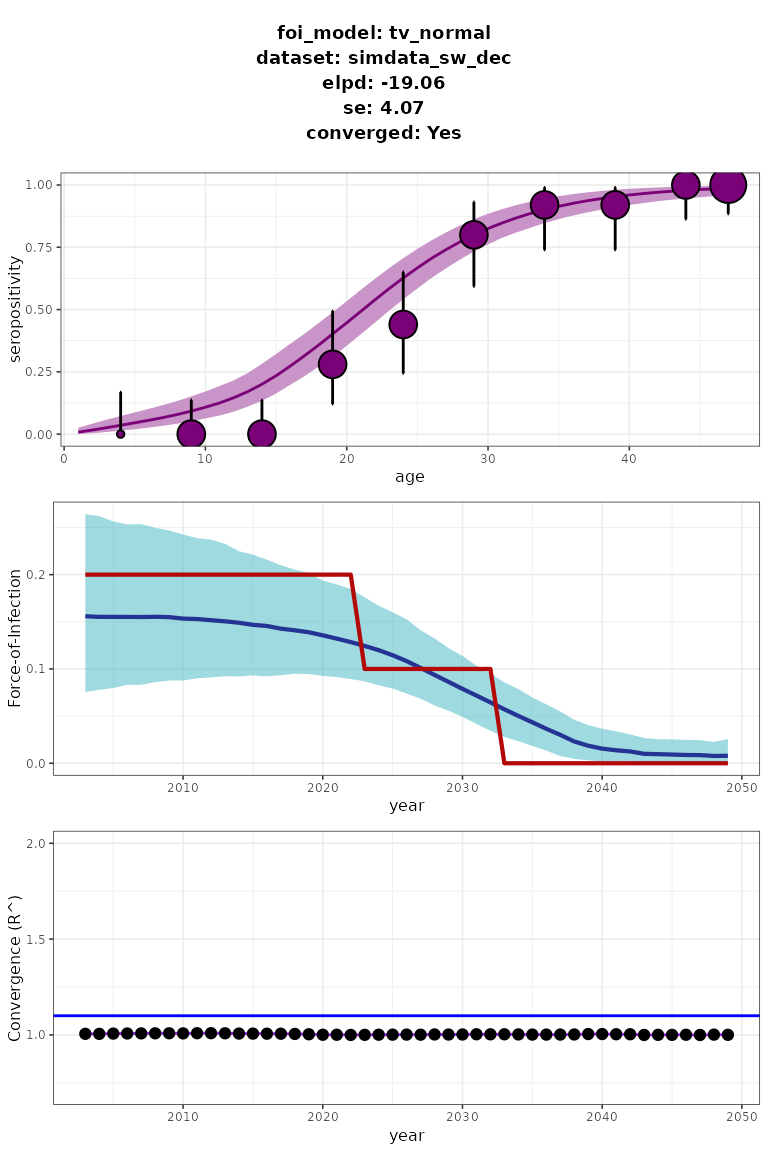 foi_model: tv_normal
dataset: simdata_sw_dec
elpd: -19.06
se: 4.07
converged: Yes
1.00
0.75
0.50
0.25
0.00
seropositivity
0 10 20 30 40
age
0.2
0.1
0.0
Force-of-Infection
2010 2020 2030 2040 2050
year
2.0
1.5
1.0
Convergence (R^)
2010 2020 2030 2040 2050
year